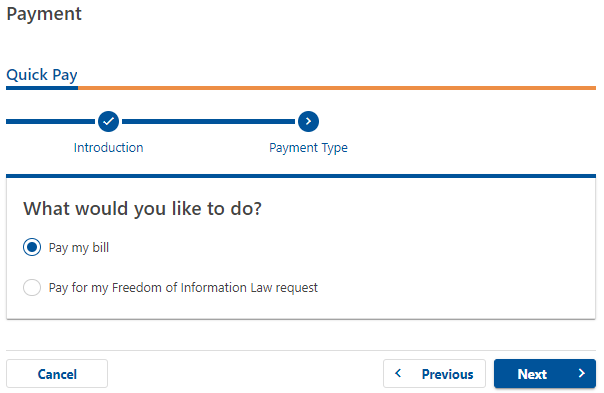 Payment
Quick Pay
Introduction
Payment Type
What would you like to do?
Pay my bill
Pay for my Freedom of Information Law request
Cancel
Previous
Next